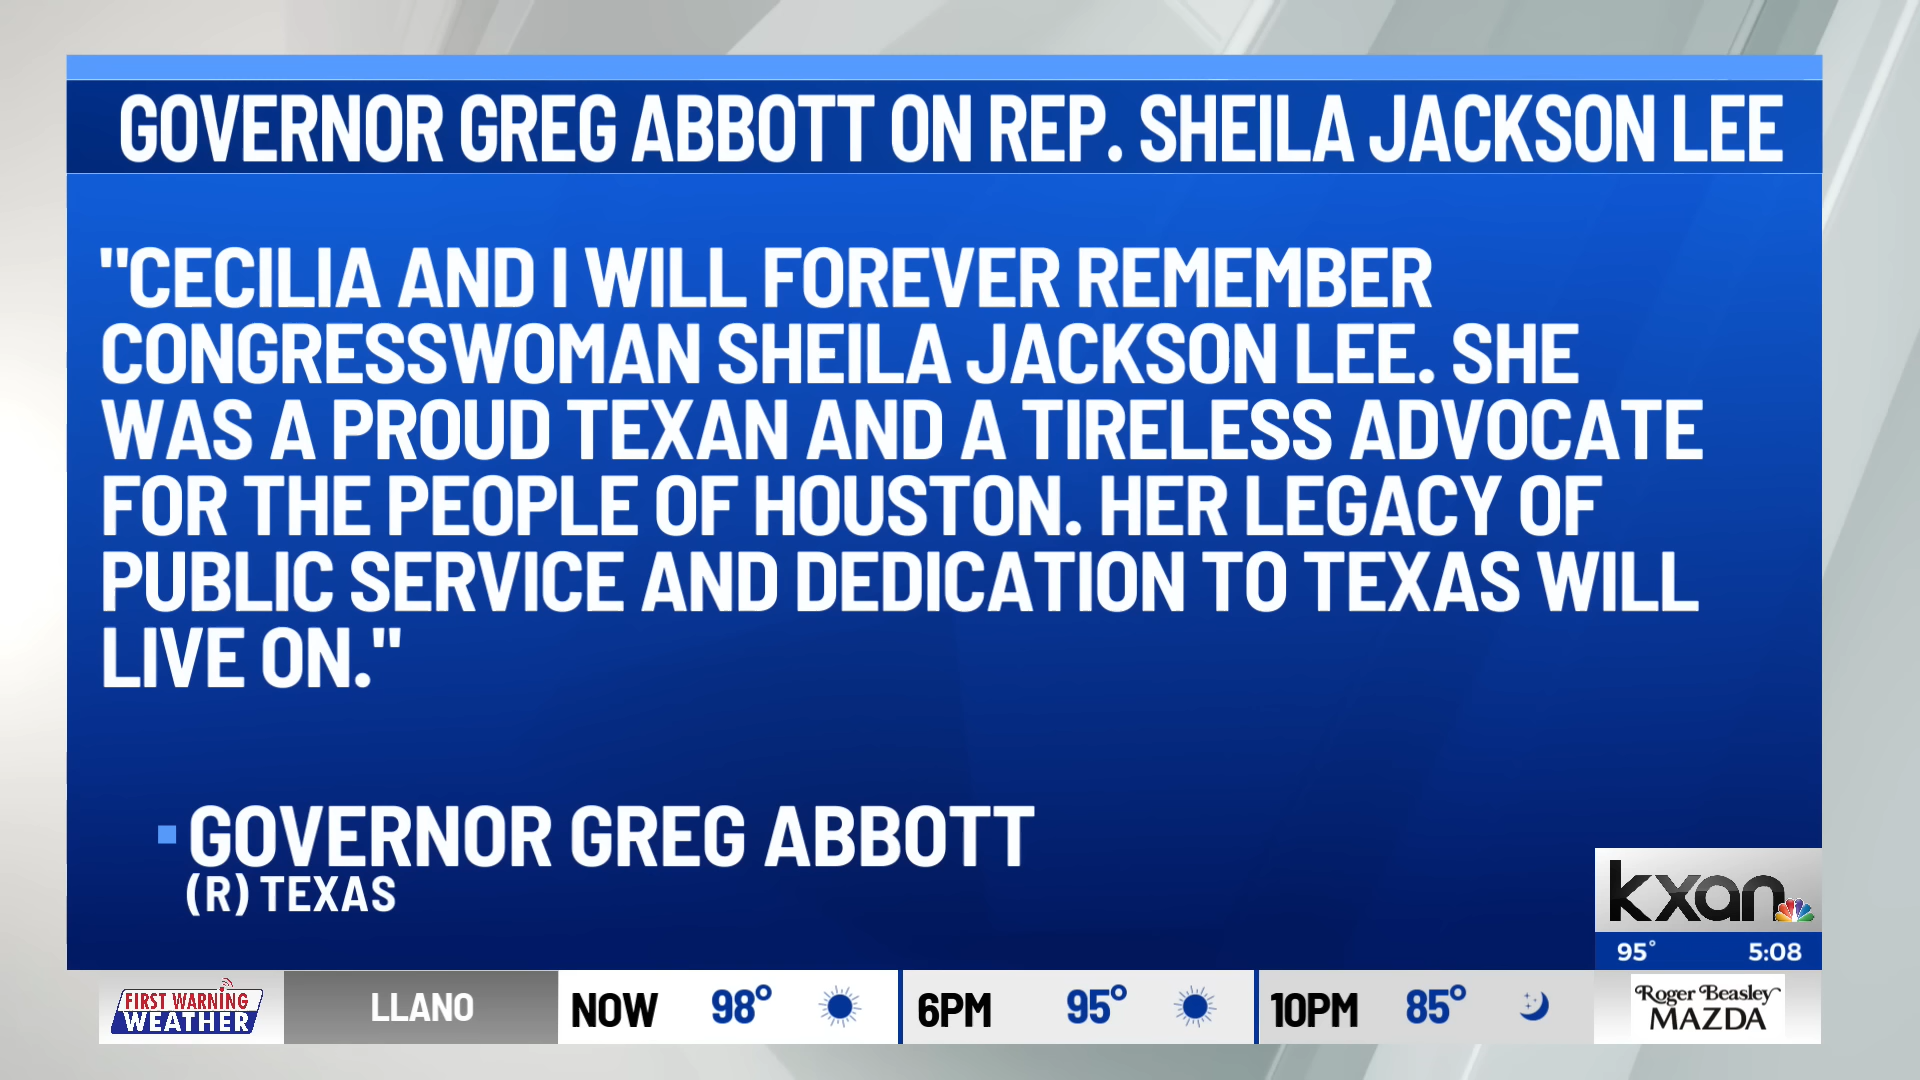 GOVERNOR GREG ABBOTT ON REP. SHEILA JACKSON LEE
"CECILIA AND I WILL FOREVER REMEMBER
CONGRESSWOMAN SHEILA JACKSON LEE. SHE
WAS A PROUD TEXAN AND A TIRELESS ADVOCATE
FOR THE PEOPLE OF HOUSTON. HER LEGACY OF
PUBLIC SERVICE AND DEDICATION TO TEXAS WILL
LIVE ON."
GOVERNOR GREG ABBOTT
(R) TEXAS
kxan
95° 5:08
FIRST WARNING
WEATHER
LLANO
NOW 98°
6PM 95°
10PM 85°
Roger Beasley
MAZDA